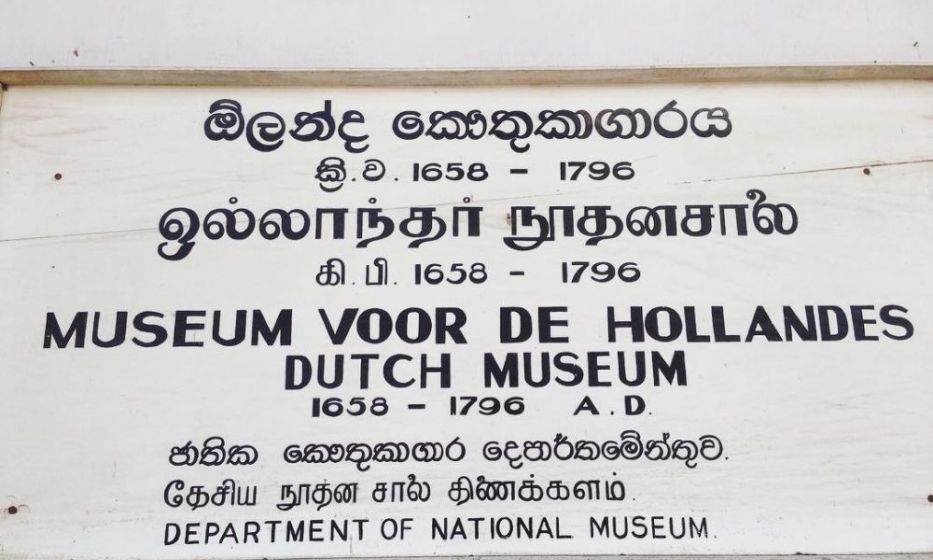 ඕලන්ද කෞතුකාගාරය
ක්‍රි.ව. 1658 - 1796
ஒல்லாந்தர் நூதனசாலை
கி.பி. 1658 - 1796
MUSEUM VOOR DE HOLLANDES
DUTCH MUSEUM
1658 - 1796 A.D.
ජාතික කෞතුකාගාර දෙපාර්තමේන්තුව.
தேசிய நூதன சாலை திணைக்களம்.
DEPARTMENT OF NATIONAL MUSEUM.